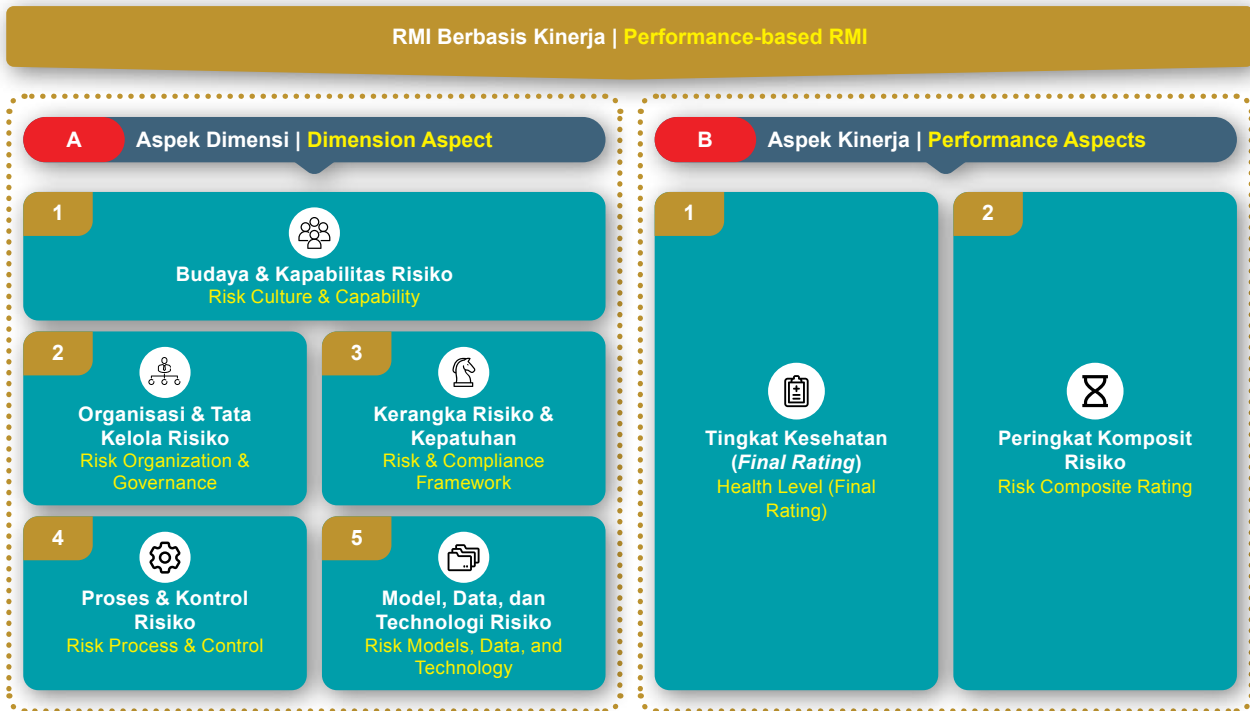 RMI Berbasis Kinerja | Performance-based RMI
A
Aspek Dimensi | Dimension Aspect
1
Budaya & Kapabilitas Risiko
Risk Culture & Capability
2
Organisasi & Tata
Kelola Risiko
Risk Organization &
Governance
3
Kerangka Risiko &
Kepatuhan
Risk & Compliance
Framework
4
Proses & Kontrol
Risiko
Risk Process & Control
5
Model, Data, dan
Technologi Risiko
Risk Models, Data, and
Technology
B
Aspek Kinerja | Performance Aspects
1
Tingkat Kesehatan
(Final Rating)
Health Level (Final
Rating)
2
Peringkat Komposit
Risiko
Risk Composite Rating